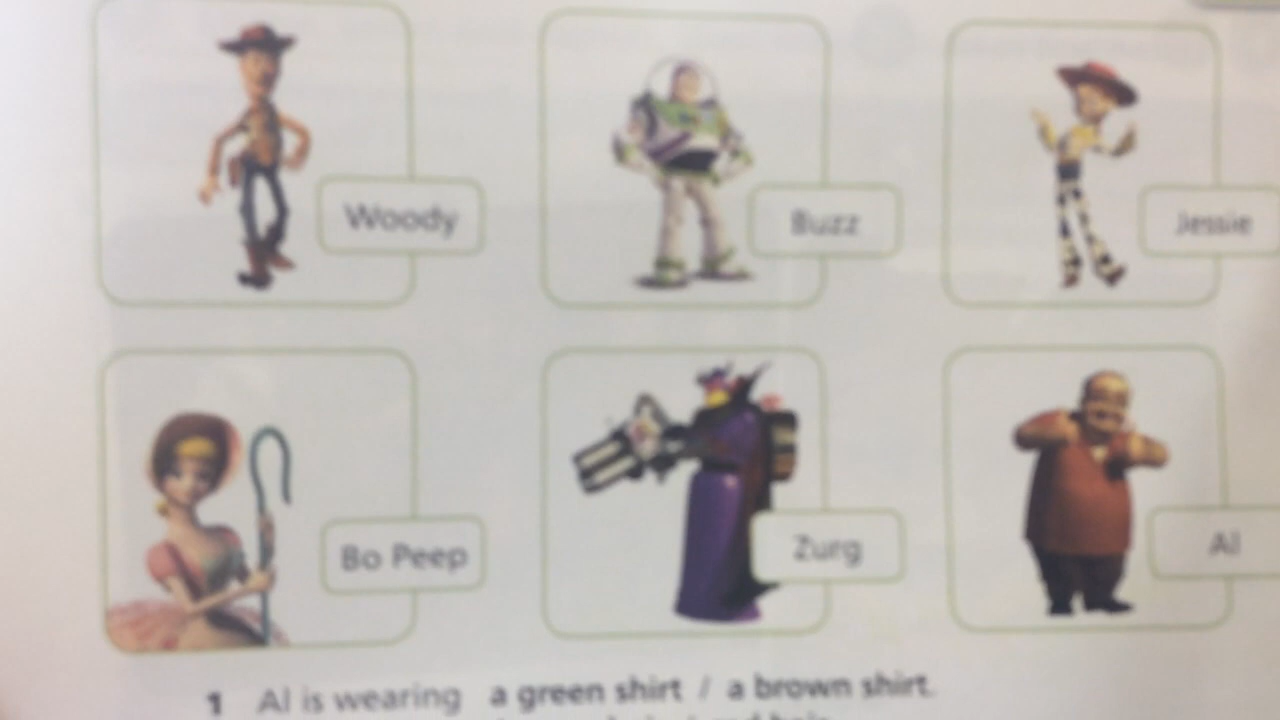 Woody
Buzz
Jessie
Bo Peep
Zurg
Al
1 Al is wearing a green shirt / a brown shirt.